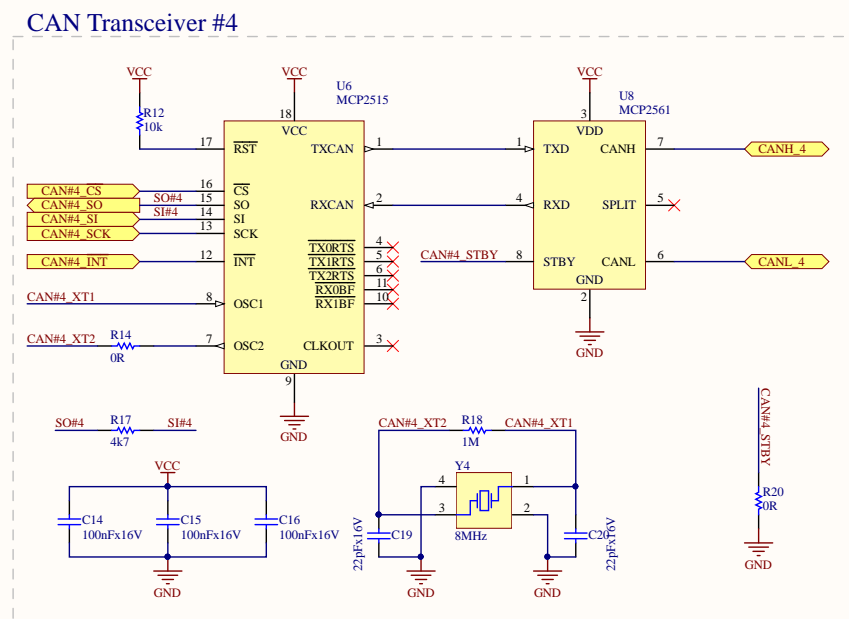 CAN Transceiver #4
VCC
VCC
VCC
R12
10k
U6
MCP2515
U8
MCP2561
18
VCC
3
VDD
17
RST
TXCAN
1
1
TXD
CANH
7
CANH_4
CAN#4_CS
16
CS
CAN#4_SO
SO#4
15
SO
RXCAN
2
4
RXD
SPLIT
5
CAN#4_SI
SI#4
14
SI
CAN#4_SCK
13
SCK
TX0RTS
4
CAN#4_INT
12
INT
TX1RTS
5
CAN#4_STBY
8
STBY
CANL
6
CANL_4
TX2RTS
6
GND
2
RX0BF
11
CAN#4_XT1
8
OSC1
RX1BF
10
CAN#4_XT2
R14
0R
7
OSC2
CLKOUT
3
GND
GND
9
GND
SO#4
R17
4k7
SI#4
CAN#4_XT2
R18
1M
CAN#4_XT1
CAN#4_STBY
VCC
Y4
4
1
3
2
8MHz
R20
0R
C14
100nFx16V
C15
100nFx16V
C16
100nFx16V
C19
22pFx16V
C20
22pFx16V
GND
GND
GND
GND